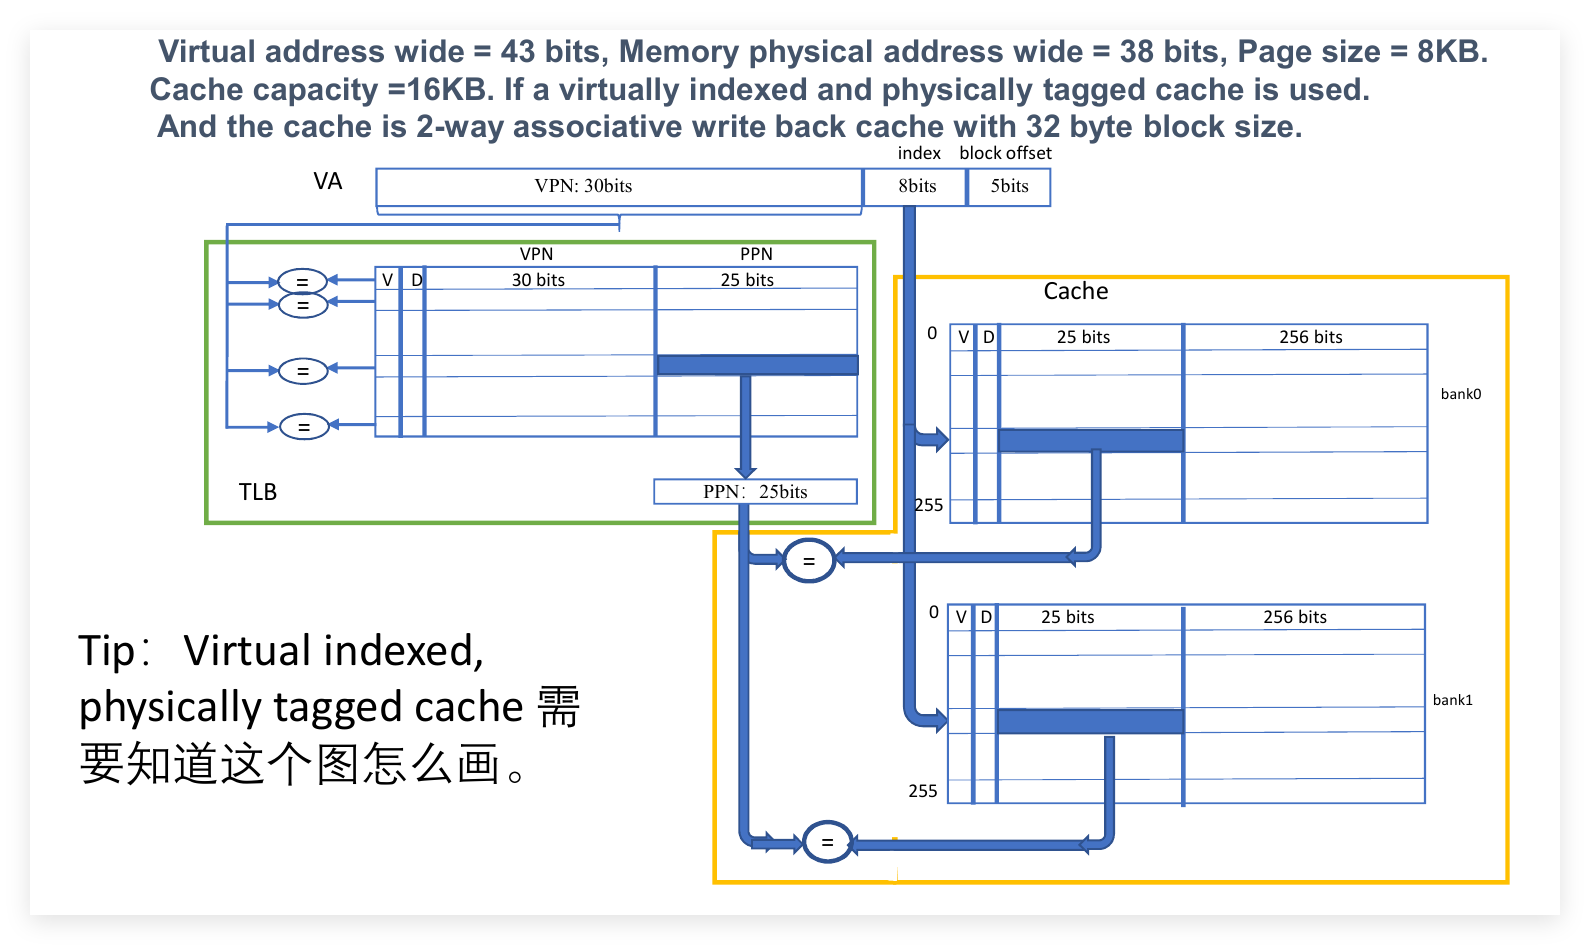 Virtual address wide = 43 bits, Memory physical address wide = 38 bits, Page size = 8KB.
Cache capacity =16KB. If a virtually indexed and physically tagged cache is used.
And the cache is 2-way associative write back cache with 32 byte block size.
index block offset
VA VPN: 30bits 8bits 5bits
VPN PPN
= V D 30 bits 25 bits
=
=
=
TLB
PPN： 25bits
Cache
0 V D 25 bits 256 bits
bank0
255
=
0 V D 25 bits 256 bits
bank1
255
=
Tip： Virtual indexed,
physically tagged cache 需
要知道这个图怎么画。